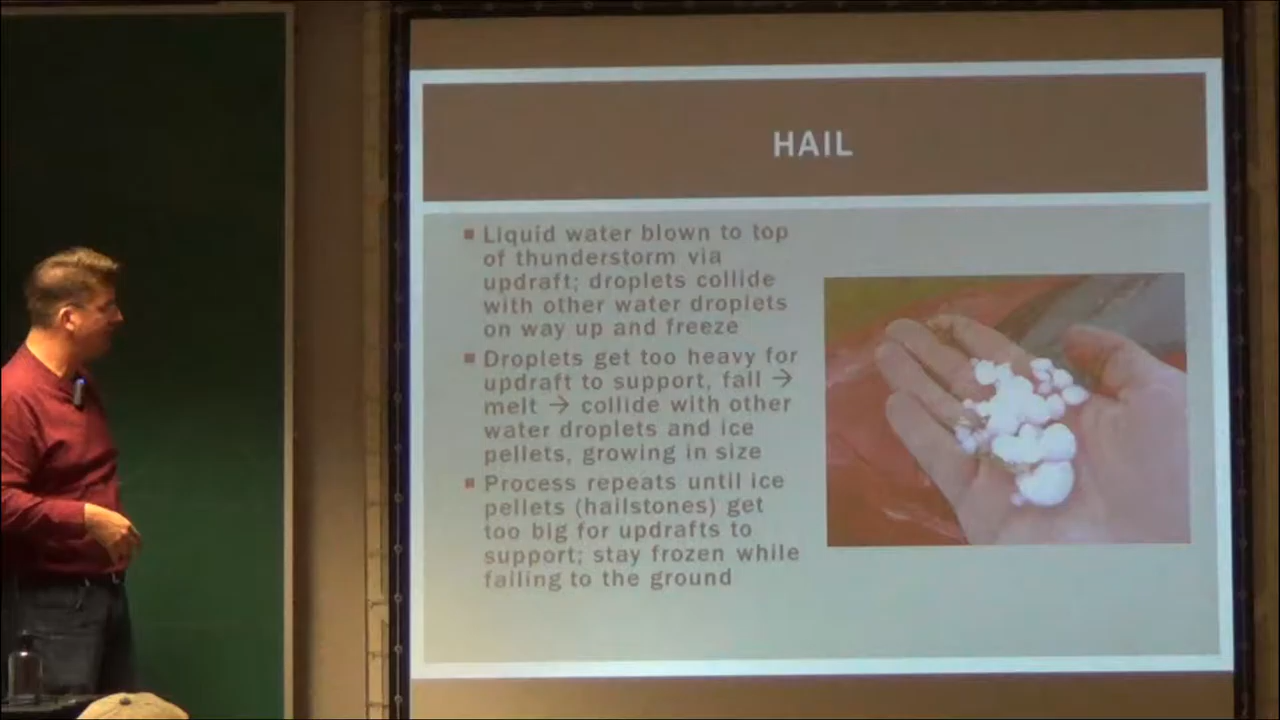 HAIL
▪ Liquid water blown to top
of thunderstorm via
updraft; droplets collide
with other water droplets
on way up and freeze
▪ Droplets get too heavy for
updraft to support, fall →
melt → collide with other
water droplets and ice
pellets, growing in size
▪ Process repeats until ice
pellets (hailstones) get
too big for updrafts to
support; stay frozen while
falling to the ground